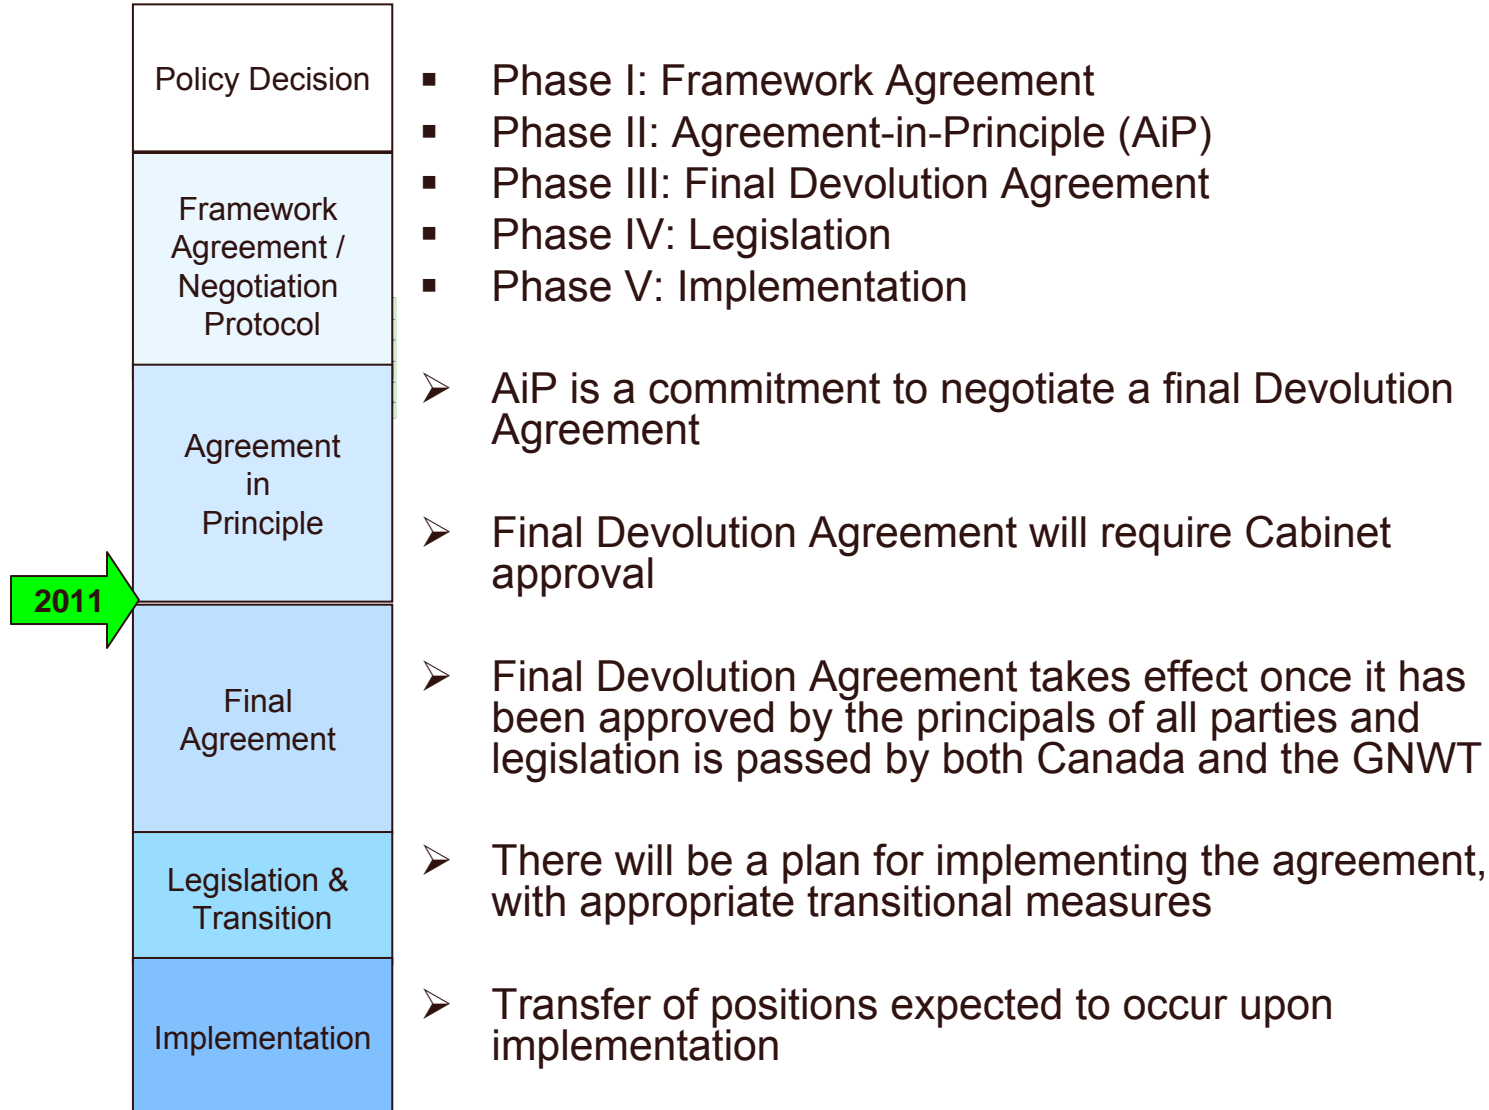 Policy Decision
Framework
Agreement /
Negotiation
Protocol
Agreement
in
Principle
2011
Final
Agreement
Legislation &
Transition
Implementation
▪ Phase I: Framework Agreement
▪ Phase II: Agreement-in-Principle (AiP)
▪ Phase III: Final Devolution Agreement
▪ Phase IV: Legislation
▪ Phase V: Implementation
➢ AiP is a commitment to negotiate a final Devolution
Agreement
➢ Final Devolution Agreement will require Cabinet
approval
➢ Final Devolution Agreement takes effect once it has
been approved by the principals of all parties and
legislation is passed by both Canada and the GNWT
➢ There will be a plan for implementing the agreement,
with appropriate transitional measures
➢ Transfer of positions expected to occur upon
implementation